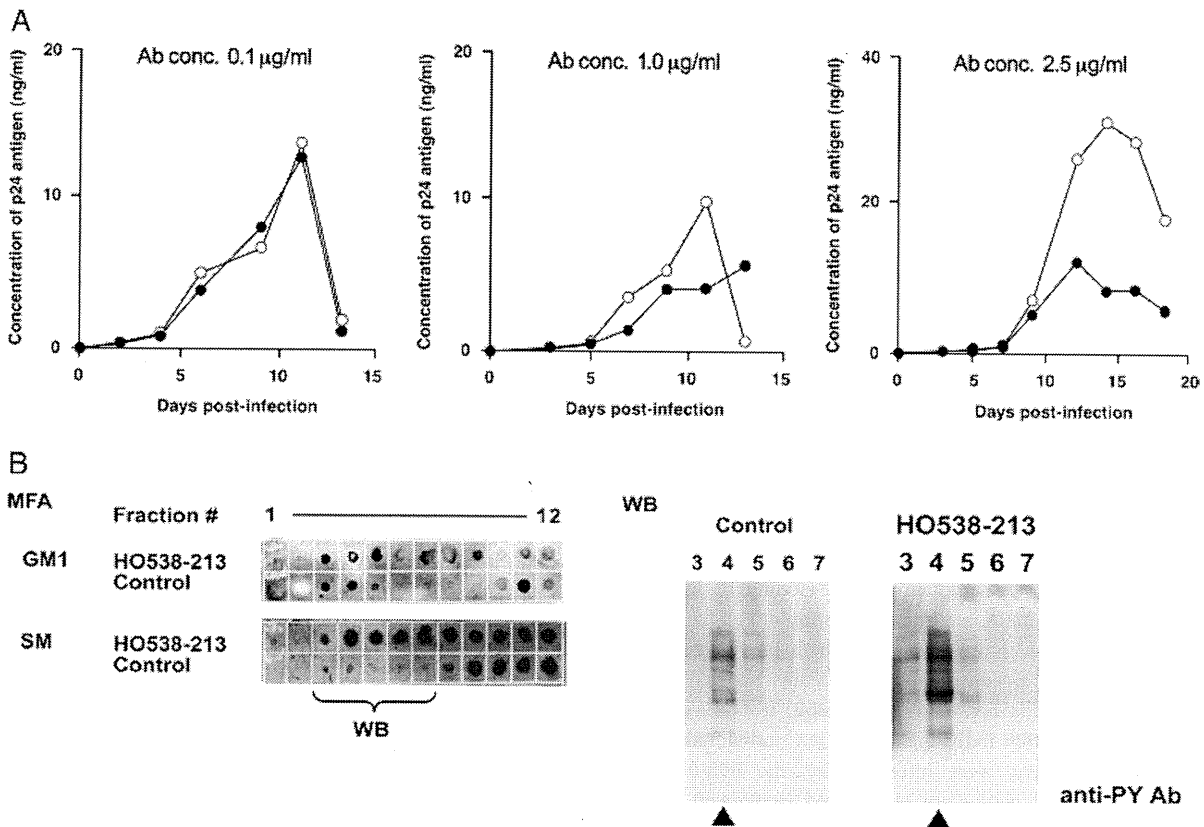 A
Ab conc. 0.1 µg/ml
Concentration of p24 antigen (ng/ml)
20
10
0
0 5 10 15
Days post-infection
Ab conc. 1.0 µg/ml
Concentration of p24 antigen (ng/ml)
20
10
0
0 5 10 15
Days post-infection
Ab conc. 2.5 µg/ml
Concentration of p24 antigen (ng/ml)
40
20
0
0 5 10 15 20
Days post-infection
B
MFA
Fraction # 1 12
GM1 HO538-213
Control
SM HO538-213
Control
WB
WB
Control
3 4 5 6 7
HO538-213
3 4 5 6 7
anti-PY Ab